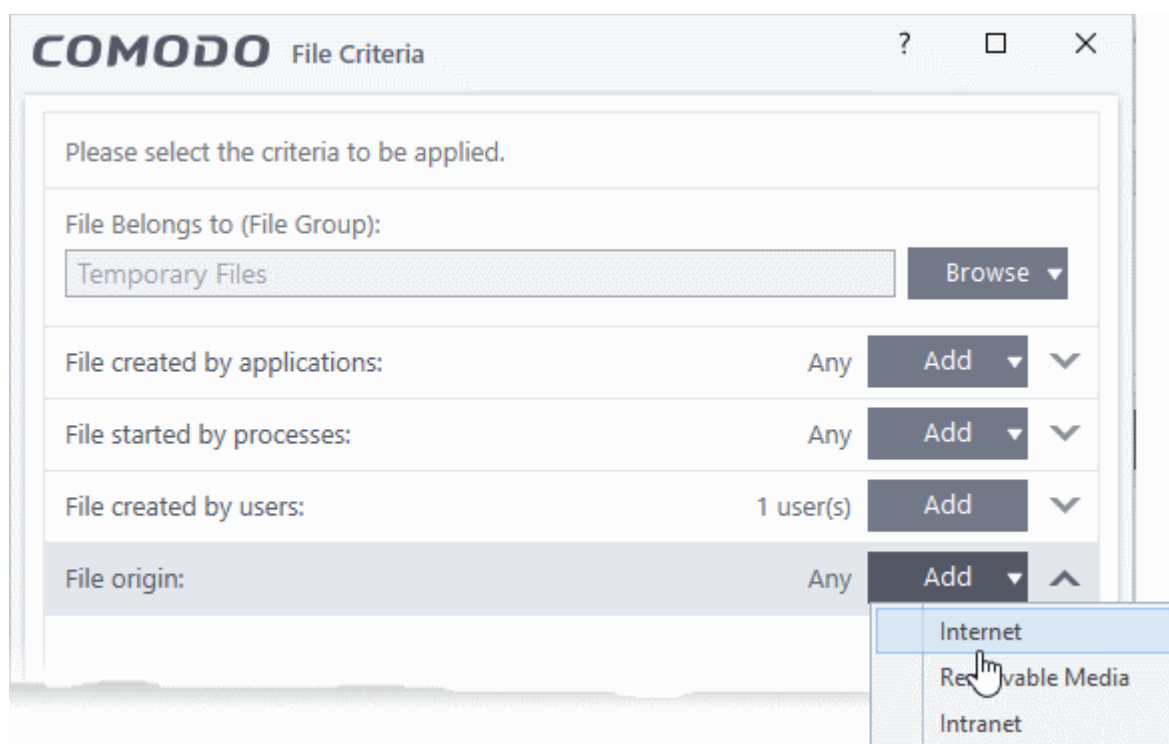 COMODO File Criteria ?
Please select the criteria to be applied.
File Belongs to (File Group):
Temporary Files Browse
File created by applications: Any Add
File started by processes: Any Add
File created by users: 1 user(s) Add
File origin: Any Add
Internet
Media
Intranet